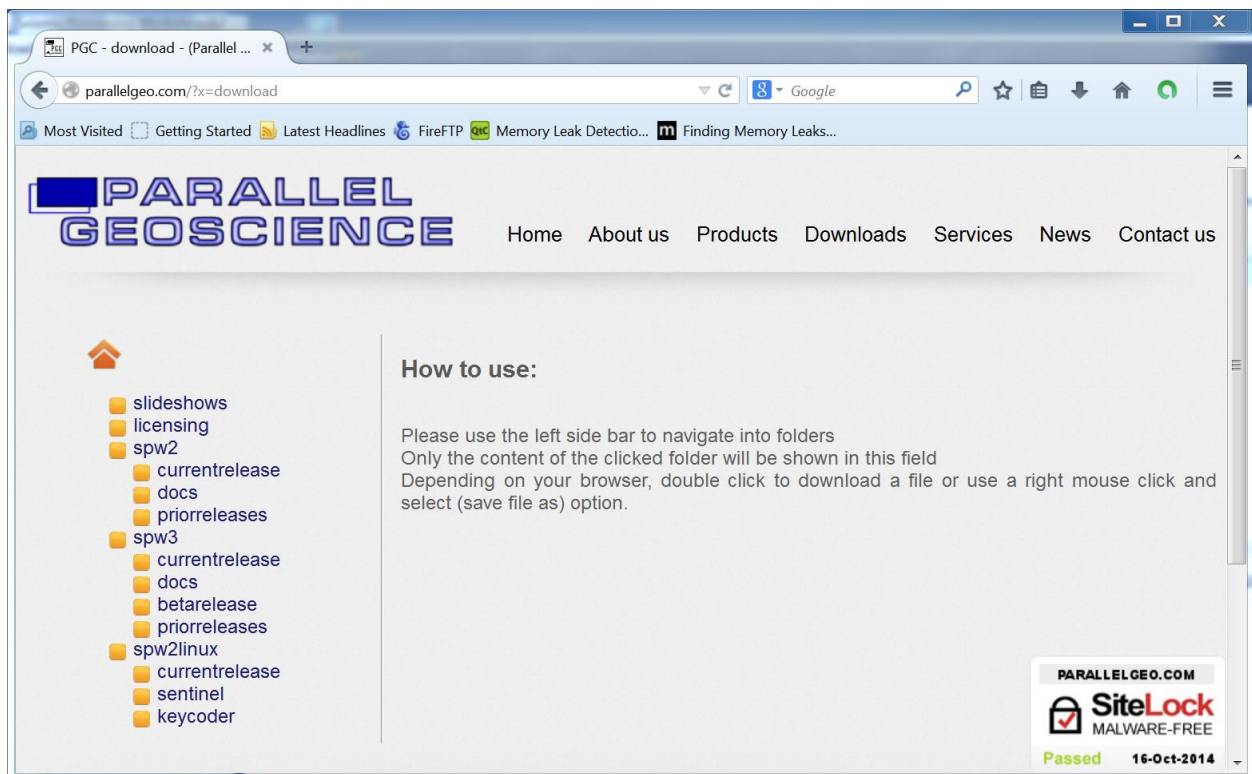 PGC - download - (Parallel ...
parallelgeo.com/?x=download
Google
Most Visited Getting Started Latest Headlines FireFTP QtC Memory Leak Detectio... m Finding Memory Leaks...
PARALLEL
GEOSCIENCE
Home About us Products Downloads Services News Contact us
slideshows
licensing
spw2
currentrelease
docs
priorreleases
spw3
currentrelease
docs
betarelease
priorreleases
spw2linux
currentrelease
sentinel
keycoder
How to use:
Please use the left side bar to navigate into folders
Only the content of the clicked folder will be shown in this field
Depending on your browser, double click to download a file or use a right mouse click and
select (save file as) option.
PARALLELGEO.COM
SiteLock
MALWARE-FREE
Passed 16-Oct-2014